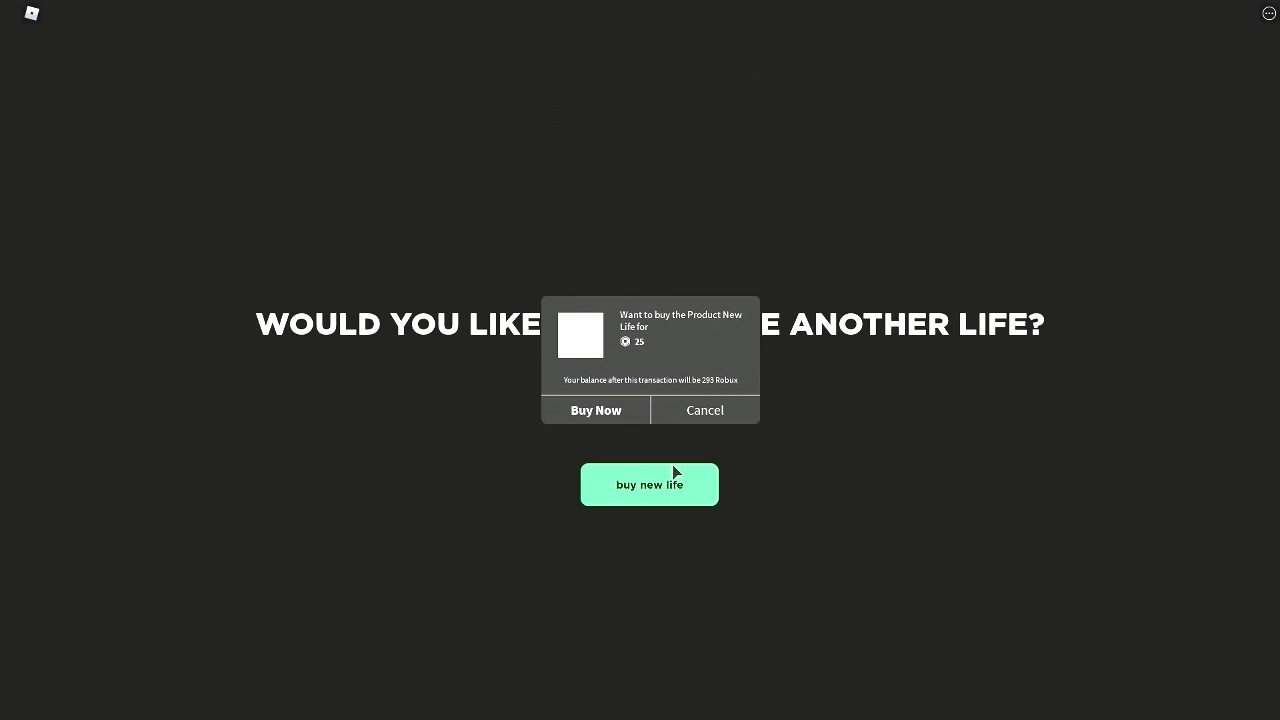 WOULD YOU LIKE E ANOTHER LIFE?
Want to buy the Product New
Life for
25
Your balance after this transaction will be 293 Robux
Buy Now Cancel
buy new life